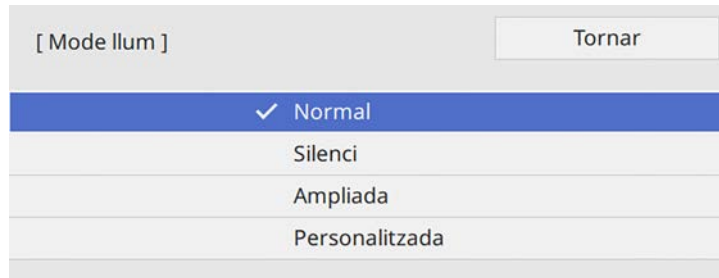 [ Mode llum ] Tornar
Normal
Silenci
Ampliada
Personalitzada